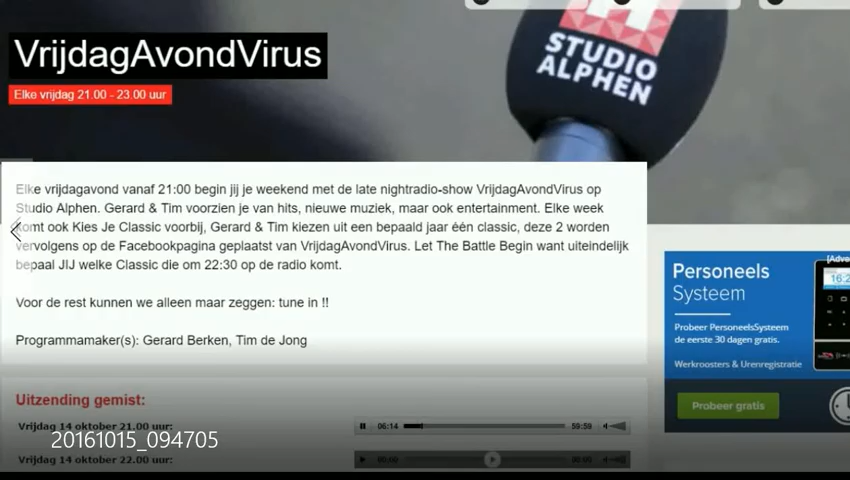 STUDIO
ALPHEN
VrijdagAvondVirus
Elke vrijdag 21.00 - 23.00 uur
Elke vrijdagavond vanaf 21:00 begin jij je weekend met de late nightradio-show VrijdagAvondVirus op
Studio Alphen. Gerard & Tim voorzien je van hits, nieuwe muziek, maar ook entertainment. Elke week
komt ook Kies Je Classic voorbij, Gerard & Tim kiezen uit een bepaald jaar één classic, deze 2 worden
vervolgens op de Facebookpagina geplaatst van VrijdagAvondVirus. Let The Battle Begin want uiteindelijk
bepaal JIJ welke Classic die om 22:30 op de radio komt.
Voor de rest kunnen we alleen maar zeggen: tune in !!
Programmamaker(s): Gerard Berken, Tim de Jong
Uitzending gemist:
Vrijdag 14 oktober 21.00 uur:
06:14
59:59
20161015_094705
Vrijdag 14 oktober 22.00 uur:
00:00
[Adve
Personeels
Systeem
16:2
Probeer PersoneelsSysteem
de eerste 30 dagen gratis.
Werkroosters & Urenregistratie
Probeer gratis